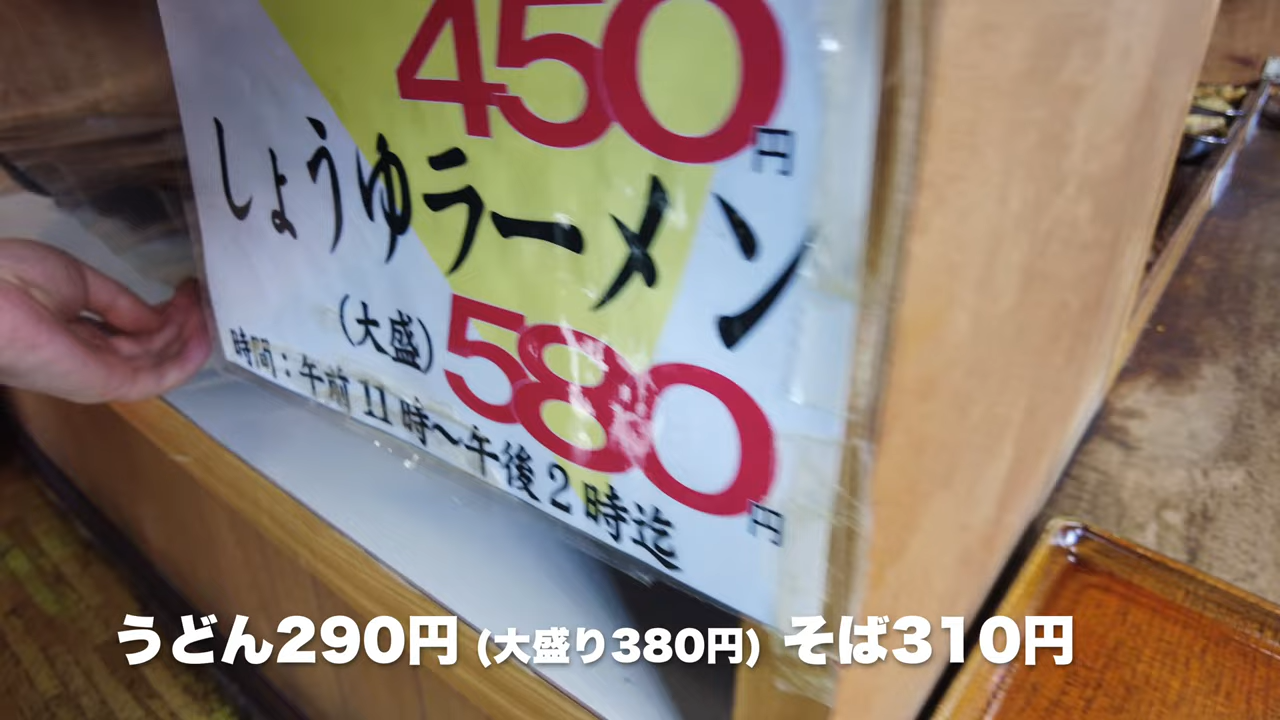 450円
しょうゆラーメン
(大盛) 580円
時間：午前11時～午後2時迄
うどん290円 (大盛り380円) そば310円